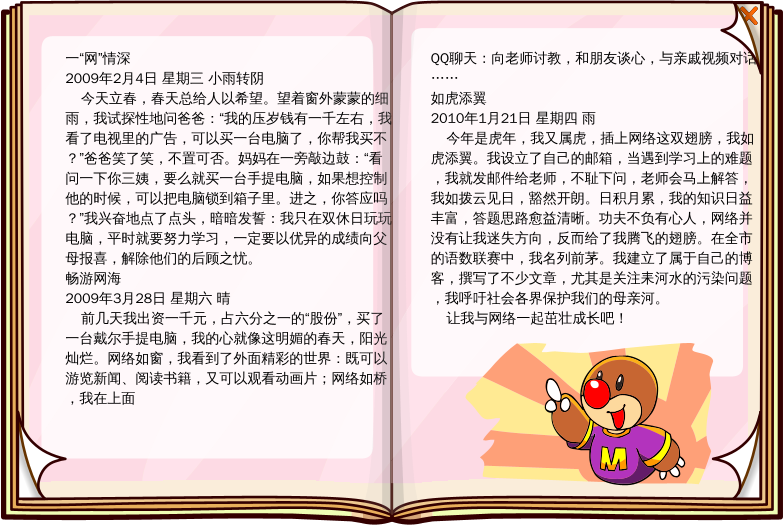 一“网”情深
2009年2月4日 星期三 小雨转阴
今天立春，春天总给人以希望。望着窗外蒙蒙的细
雨，我试探性地问爸爸：“我的压岁钱有一千左右，我
看了电视里的广告，可以买一台电脑了，你帮我买不
？”爸爸笑了笑，不置可否。妈妈在一旁敲边鼓：“看
问一下你三姨，要么就买一台手提电脑，如果想控制
他的时候，可以把电脑锁到箱子里。进之，你答应吗
？”我兴奋地点了点头，暗暗发誓：我只在双休日玩玩
电脑，平时就要努力学习，一定要以优异的成绩向父
母报喜，解除他们的后顾之忧。
畅游网海
2009年3月28日 星期六 晴
前几天我出资一千元，占六分之一的“股份”，买了
一台戴尔手提电脑，我的心就像这明媚的春天，阳光
灿烂。网络如窗，我看到了外面精彩的世界：既可以
游览新闻、阅读书籍，又可以观看动画片；网络如桥
，我在上面
QQ聊天：向老师讨教，和朋友谈心，与亲戚视频对话
……
如虎添翼
2010年1月21日 星期四 雨
今年是虎年，我又属虎，插上网络这双翅膀，我如
虎添翼。我设立了自己的邮箱，当遇到学习上的难题
，我就发邮件给老师，不耻下问，老师会马上解答，
我如拨云见日，豁然开朗。日积月累，我的知识日益
丰富，答题思路愈益清晰。功夫不负有心人，网络并
没有让我迷失方向，反而给了我腾飞的翅膀。在全市
的语数联赛中，我名列前茅。我建立了属于自己的博
客，撰写了不少文章，尤其是关注耒河水的污染问题
，我呼吁社会各界保护我们的母亲河。
让我与网络一起茁壮成长吧！
M